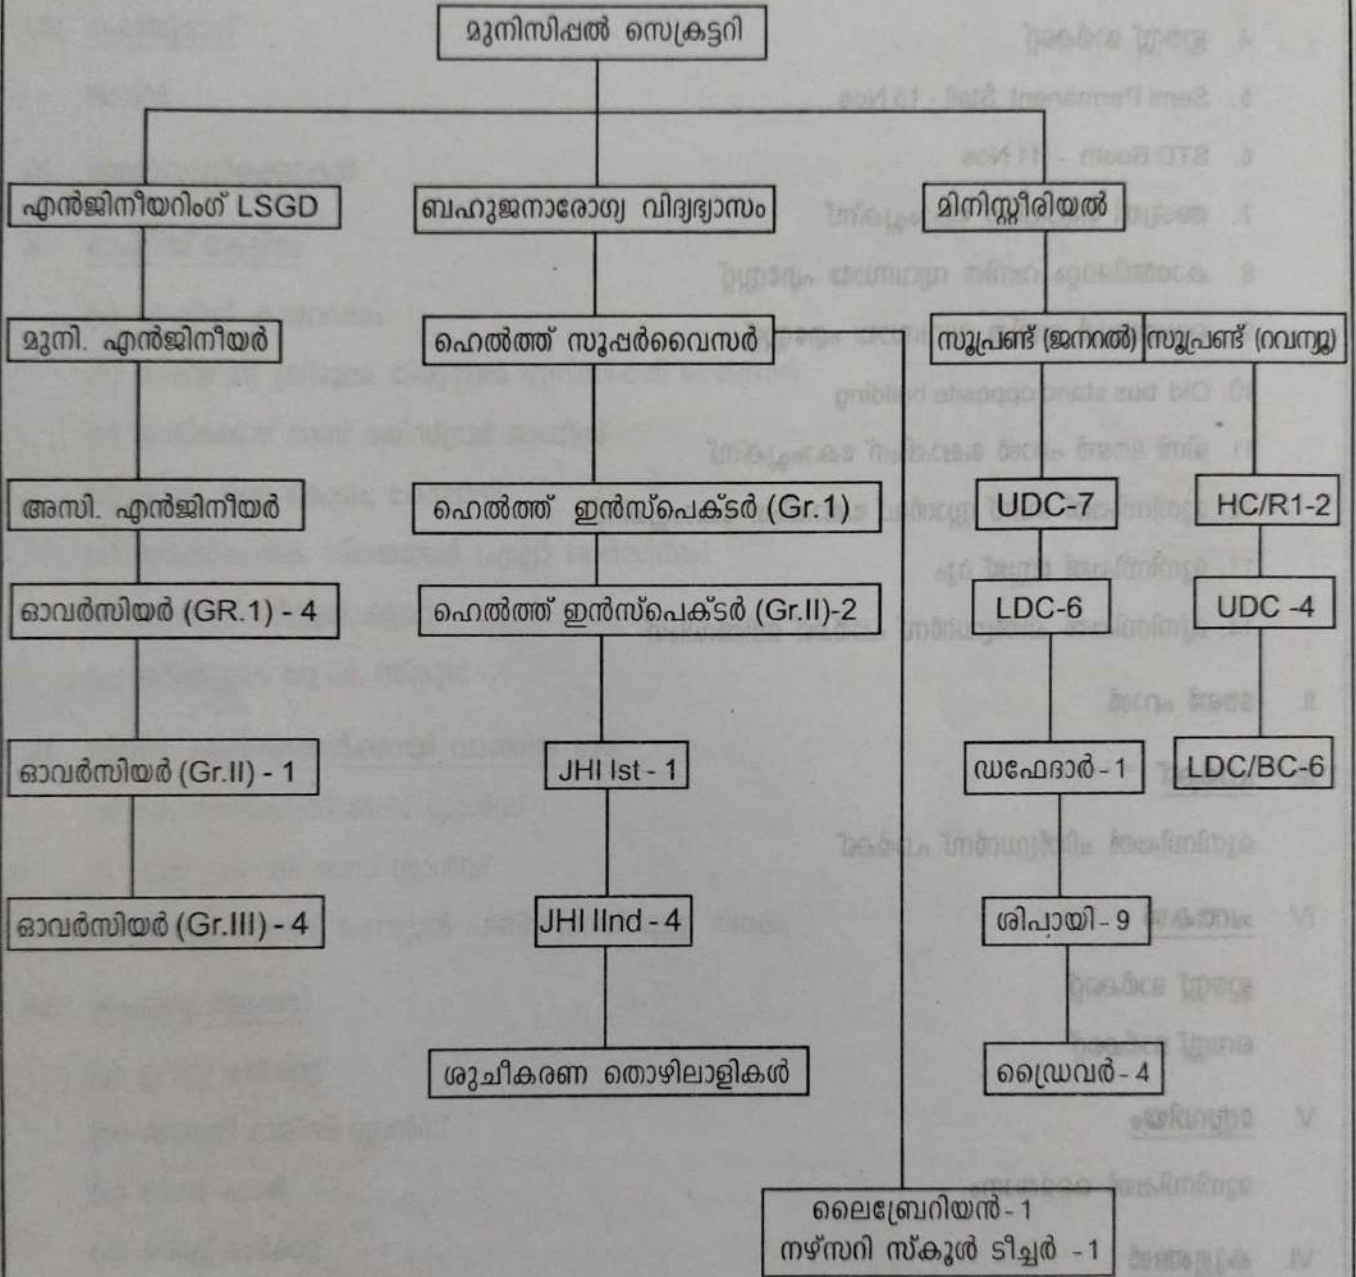 മുനിസിപ്പൽ സെക്രട്ടറി
എൻജിനീയറിംഗ് LSGD
ബഹുജനാരോഗ്യ വിദ്യഭ്യാസം
മിനിസ്റ്റീരിയൽ
മുനി. എൻജിനീയർ
ഹെൽത്ത് സൂപ്പർവൈസർ
സൂപ്രണ്ട് (ജനറൽ)
സൂപ്രണ്ട് (റവന്യൂ)
അസി. എൻജിനീയർ
ഹെൽത്ത് ഇൻസ്പെക്ടർ (Gr.1)
UDC-7
HC/R1-2
ഓവർസിയർ (GR.1) - 4
ഹെൽത്ത് ഇൻസ്പെക്ടർ (Gr.II)-2
LDC-6
UDC -4
ഓവർസിയർ (Gr.II) - 1
JHI Ist - 1
ഡഫേദാർ-1
LDC/BC-6
ഓവർസിയർ (Gr.III) - 4
JHI IInd - 4
ശിപായി - 9
ശുചീകരണ തൊഴിലാളികൾ
ഡ്രൈവർ - 4
ലൈബ്രേറിയൻ-1
നഴ്സറി സ്കൂൾ ടീച്ചർ -1